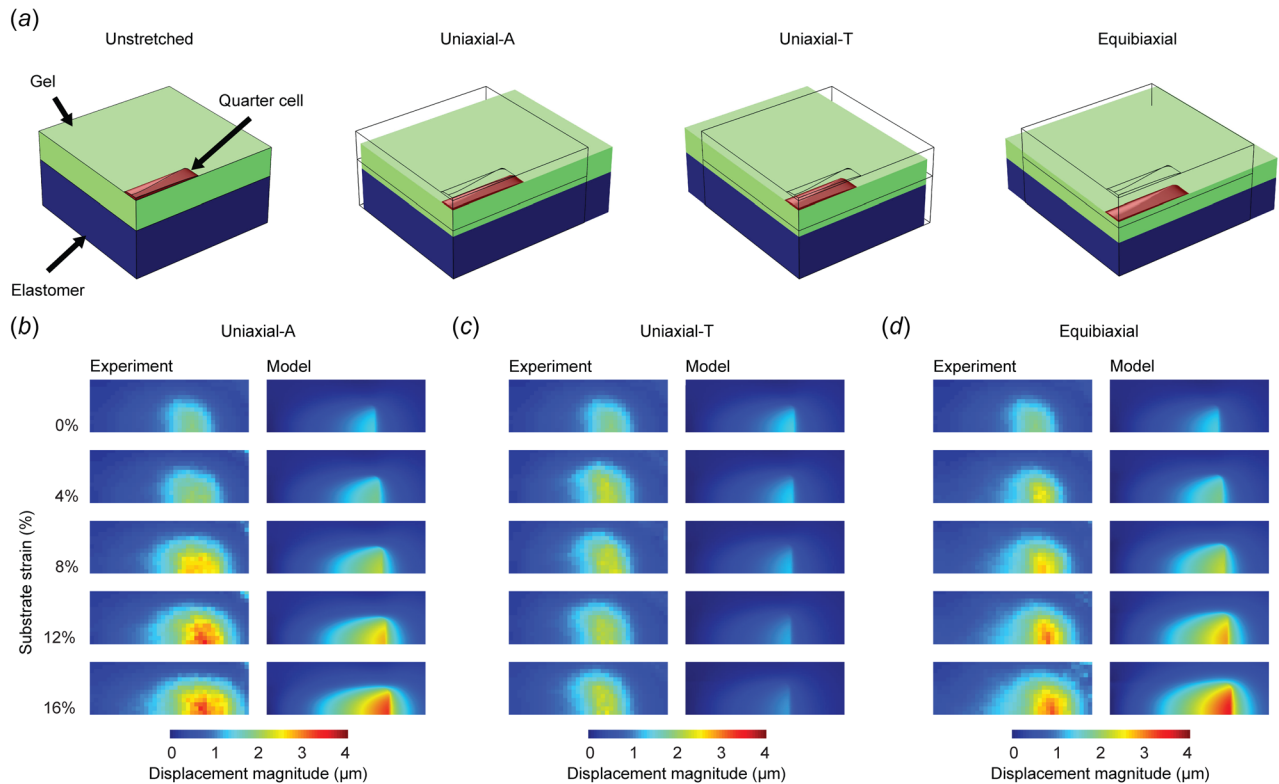 (a)
Unstretched
Uniaxial-A
Uniaxial-T
Equibiaxial
Gel
Quarter cell
Elastomer
(b)
Uniaxial-A
(c)
Uniaxial-T
(d)
Equibiaxial
Experiment
Model
Experiment
Model
Experiment
Model
Substrate strain (%)
0%
4%
8%
12%
16%
0 1 2 3 4
Displacement magnitude (µm)
0 1 2 3 4
Displacement magnitude (µm)
0 1 2 3 4
Displacement magnitude (µm)